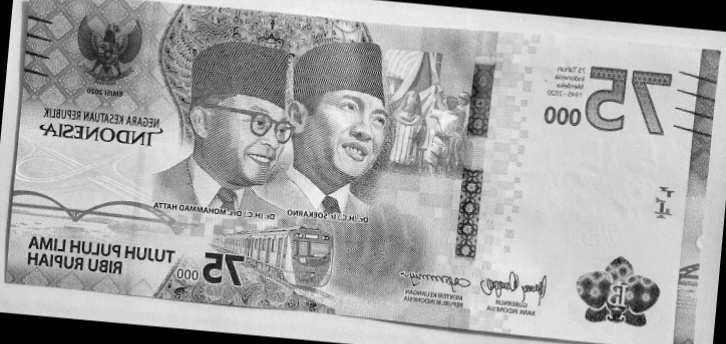 EMISI 2020
NEGARA KESATUAN REPUBLIK
INDONESIA
75 Tahun
Indonesia
Merdeka
1945-2020
75 000
DR. (H.C.) Drs. MOHAMMAD HATTA
Dr. (H.C.) Ir. SOEKARNO
TUJUH PULUH LIMA
RIBU RUPIAH
75 000
MENTERI KEUANGAN
REPUBLIK INDONESIA
GUBERNUR
BANK INDONESIA